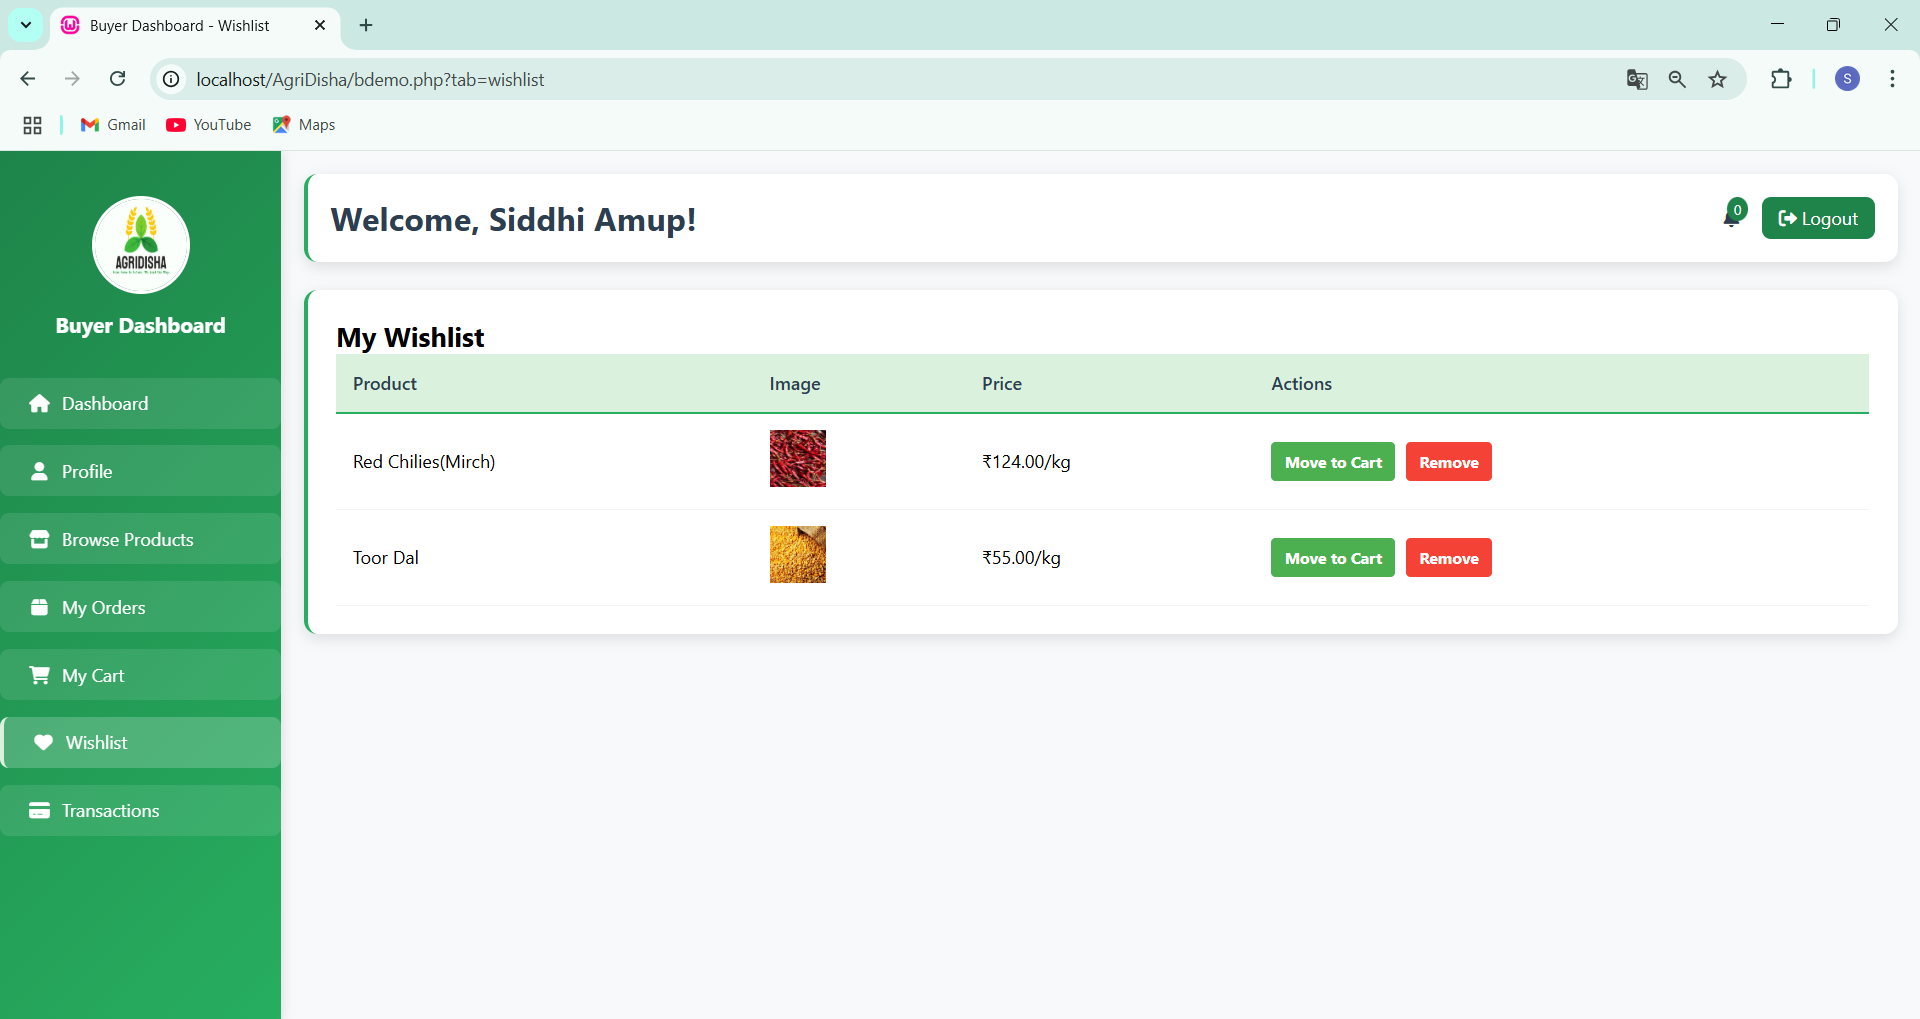 Buyer Dashboard - Wishlist
localhost/AgriDisha/bdemo.php?tab=wishlist
S
Gmail YouTube Maps
AGRIDISHA
Buyer Dashboard
Dashboard
Profile
Browse Products
My Orders
My Cart
Wishlist
Transactions
Welcome, Siddhi Amup!
0
Logout
My Wishlist
Product Image Price Actions
Red Chilies(Mirch) ₹124.00/kg Move to Cart Remove
Toor Dal ₹55.00/kg Move to Cart Remove